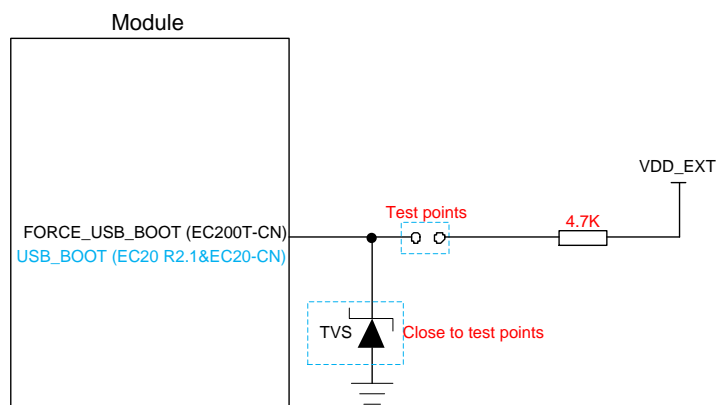 Module
VDD_EXT
Test points
4.7K
FORCE_USB_BOOT (EC200T-CN)
USB_BOOT (EC20 R2.1&EC20-CN)
TVS
Close to test points